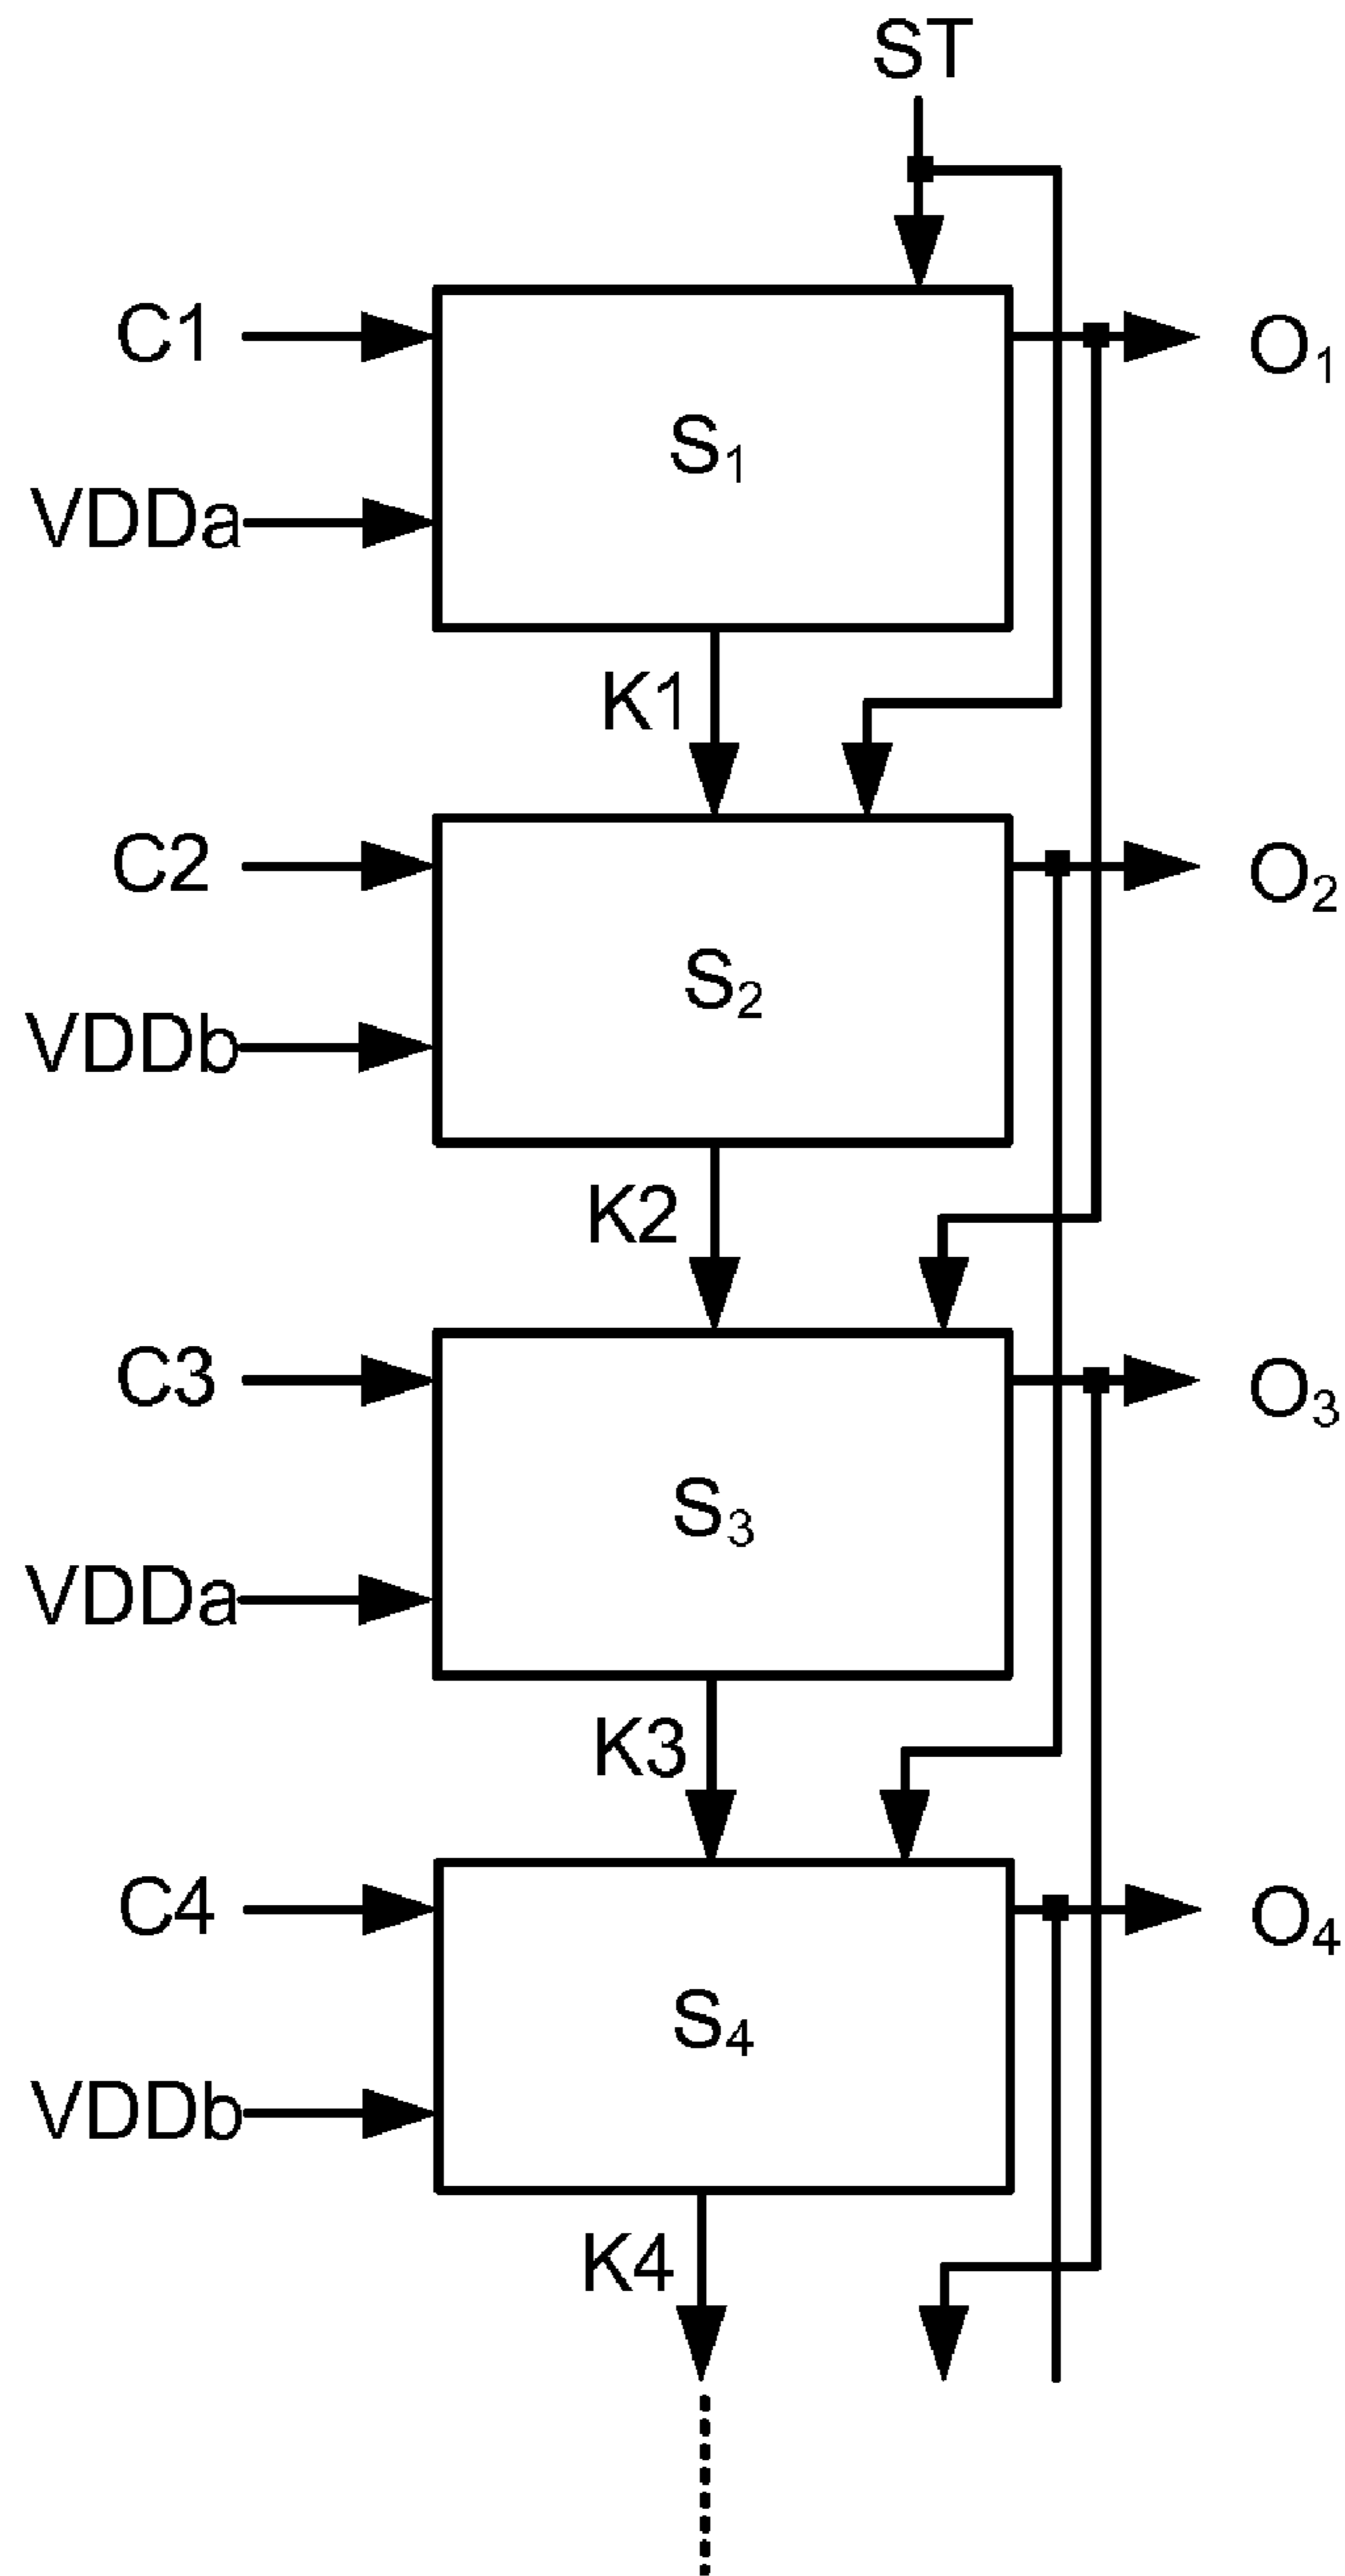 ST
C1
O₁
S₁
VDDa
K1
C2
O₂
S₂
VDDb
K2
C3
O₃
S₃
VDDa
K3
C4
O₄
S₄
VDDb
K4